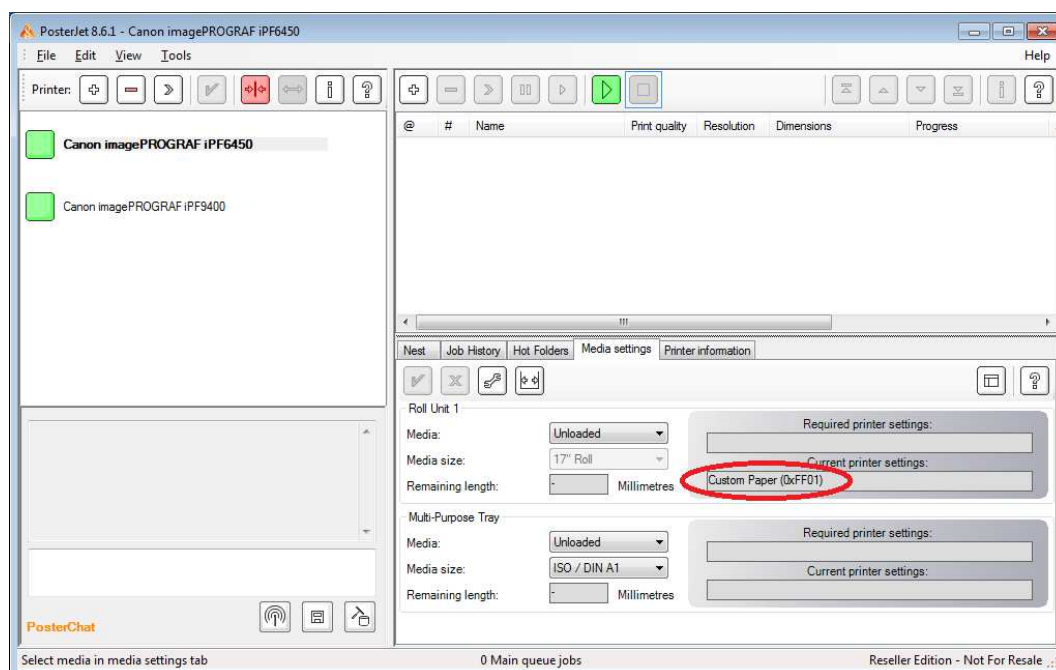 PosterJet 8.6.1 - Canon imagePROGRAF iPF6450
File Edit View Tools Help
Printer:
@ # Name Print quality Resolution Dimensions Progress
Canon imagePROGRAF iPF6450
Canon imagePROGRAF iPF9400
Nest Job History Hot Folders Media settings Printer information
Roll Unit 1
Media: Unloaded
Media size: 17" Roll
Remaining length: - Millimetres
Required printer settings:
Current printer settings:
Custom Paper (0xFF01)
Multi-Purpose Tray
Media: Unloaded
Media size: ISO / DIN A1
Remaining length: - Millimetres
Required printer settings:
Current printer settings:
PosterChat
Select media in media settings tab 0 Main queue jobs Reseller Edition - Not For Resale